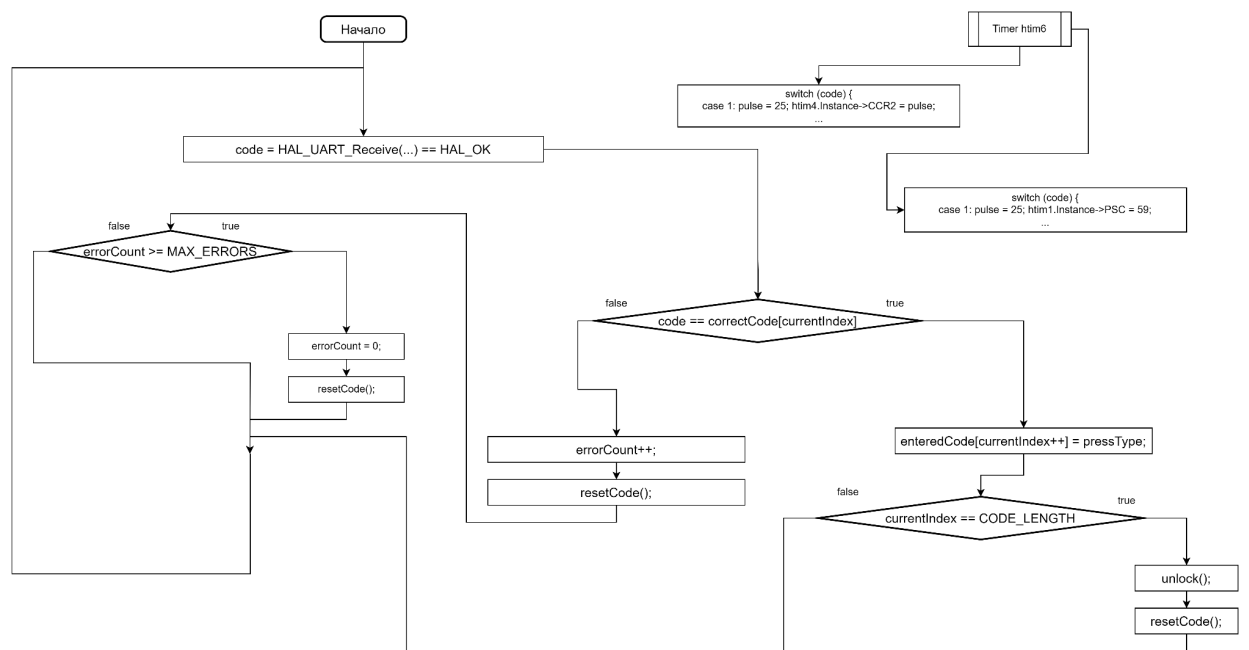 Начало
Timer htim6
switch (code) {
case 1: pulse = 25; htim4.Instance->CCR2 = pulse;
...
code = HAL_UART_Receive(...) == HAL_OK
switch (code) {
case 1: pulse = 25; htim1.Instance->PSC = 59;
...
false
true
errorCount >= MAX_ERRORS
false
true
code == correctCode[currentIndex]
errorCount = 0;
resetCode();
errorCount++;
resetCode();
enteredCode[currentIndex++] = pressType;
false
true
currentIndex == CODE_LENGTH
unlock();
resetCode();